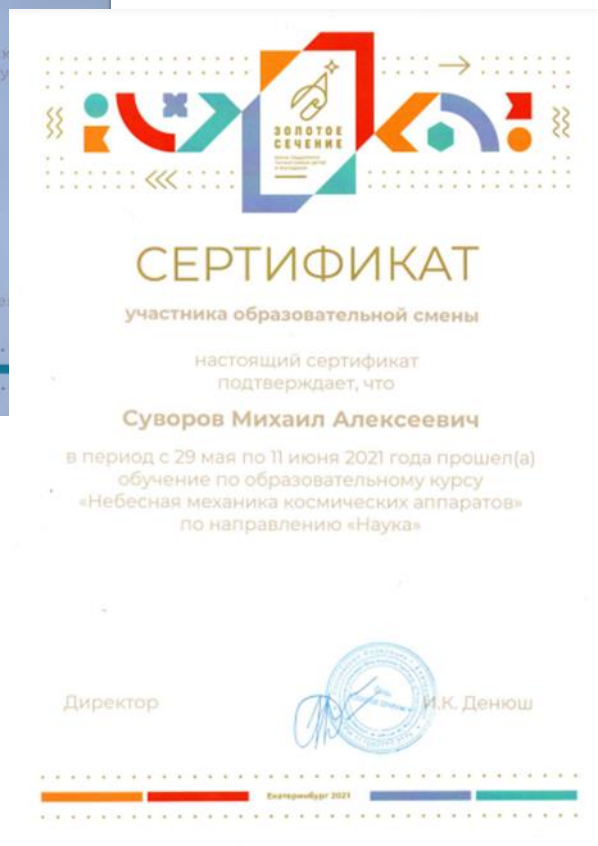 ЗОЛОТОЕ
СЕЧЕНИЕ
СЕРТИФИКАТ
участника образовательной смены
настоящий сертификат
подтверждает, что
Суворов Михаил Алексеевич
в период с 29 мая по 11 июня 2021 года прошел(а)
обучение по образовательному курсу
«Небесная механика космических аппаратов»
по направлению «Наука»
Директор
И.К. Денюш
Екатеринбург 2021